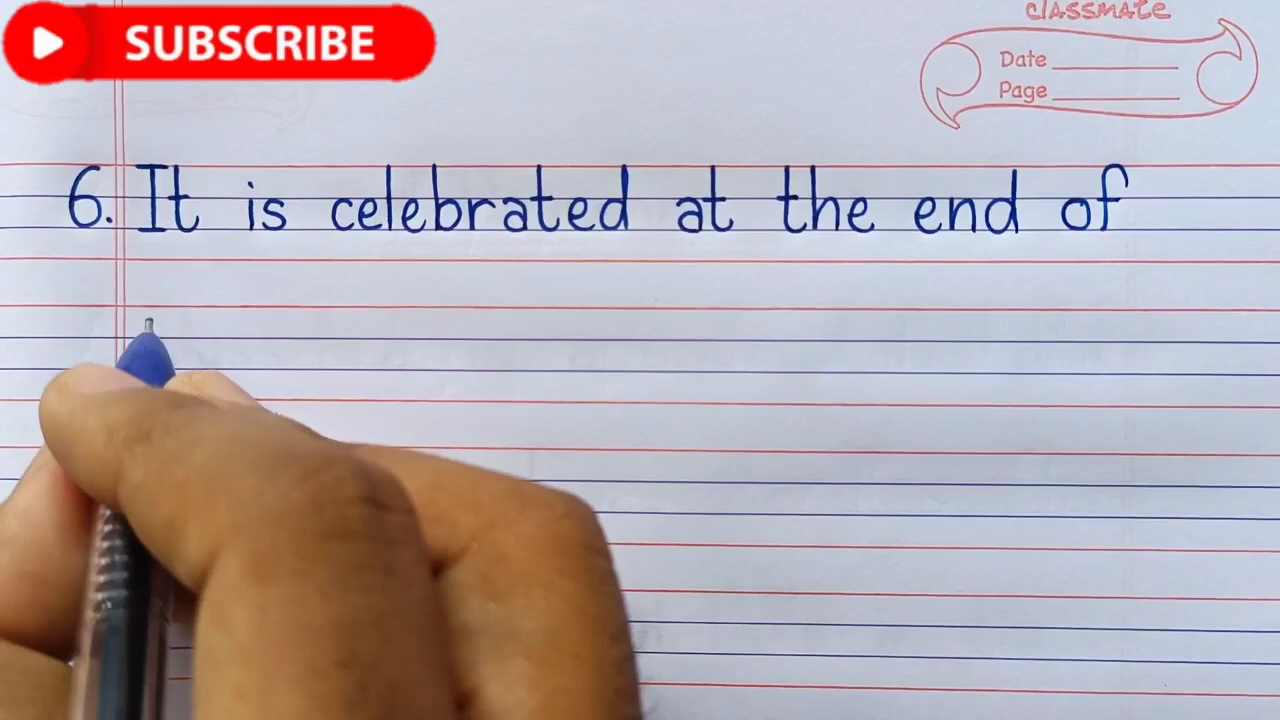 SUBSCRIBE
classmate
Date
Page
6. It is celebrated at the end of